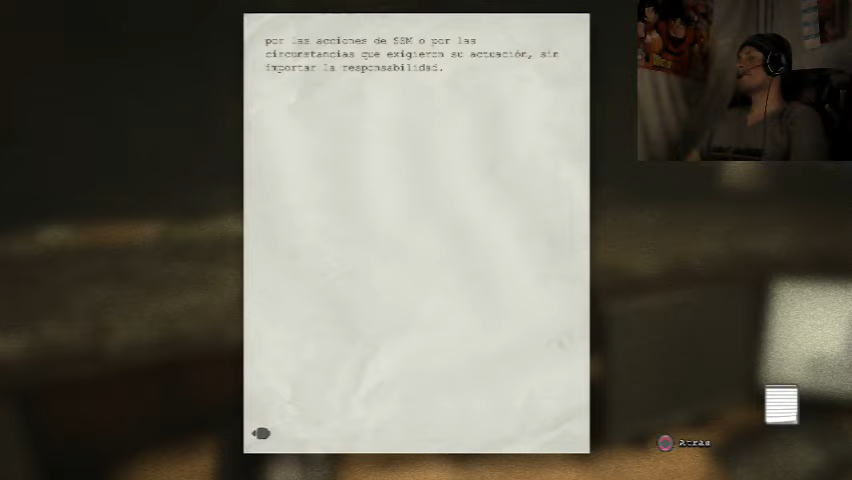 por las acciones de SSM o por las
circunstancias que exigieron su actuación, sin
importar la responsabilidad.
Atrás